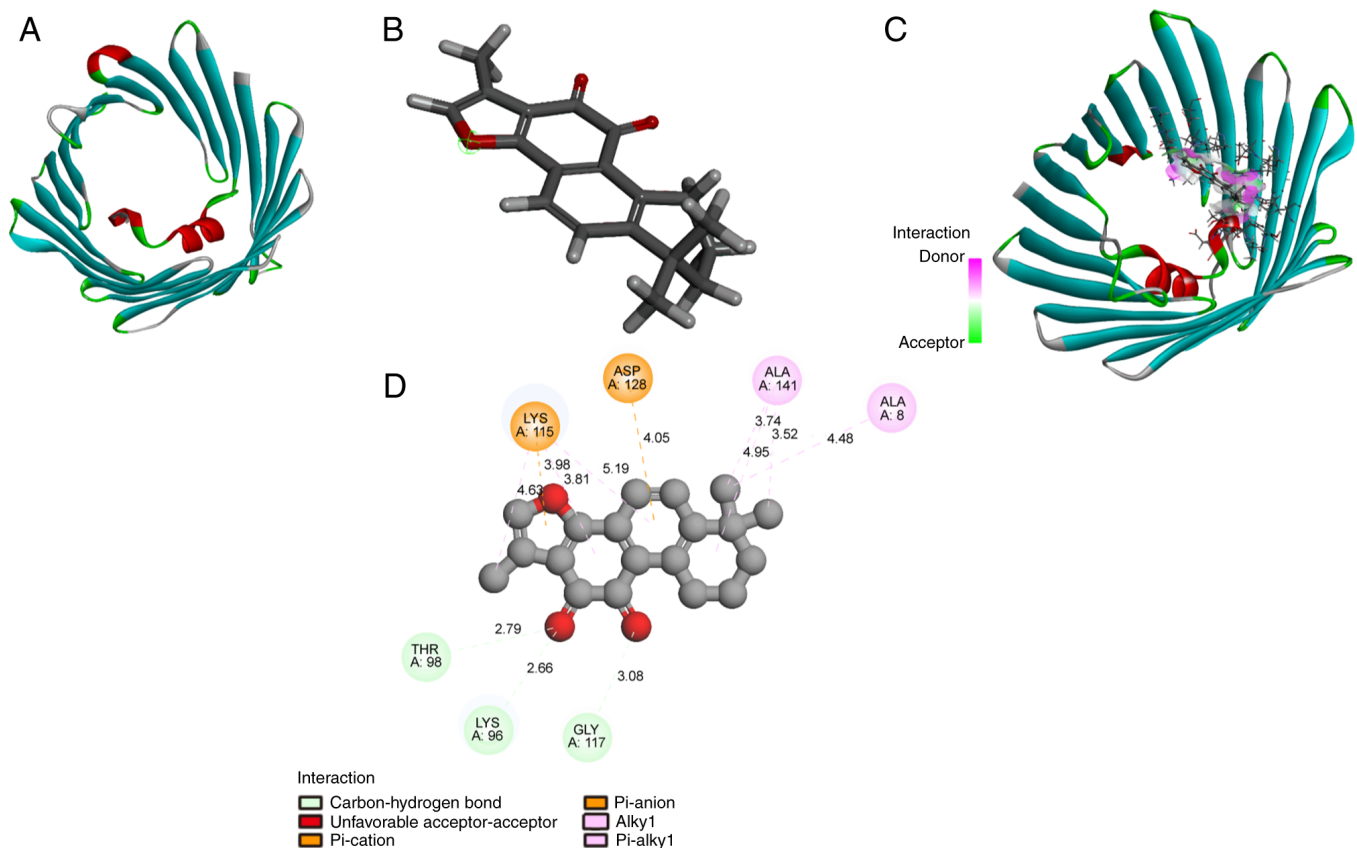 A
B
C
Interaction
Donor
Acceptor
D
ASP
A: 128
ALA
A: 141
ALA
A: 8
LYS
A: 115
3.74
3.52
4.05
4.48
4.95
3.98
5.19
3.81
4.63
2.79
THR
A: 98
2.66
3.08
LYS
A: 96
GLY
A: 117
Interaction
Carbon-hydrogen bond
Unfavorable acceptor-acceptor
Pi-cation
Pi-anion
Alky1
Pi-alky1